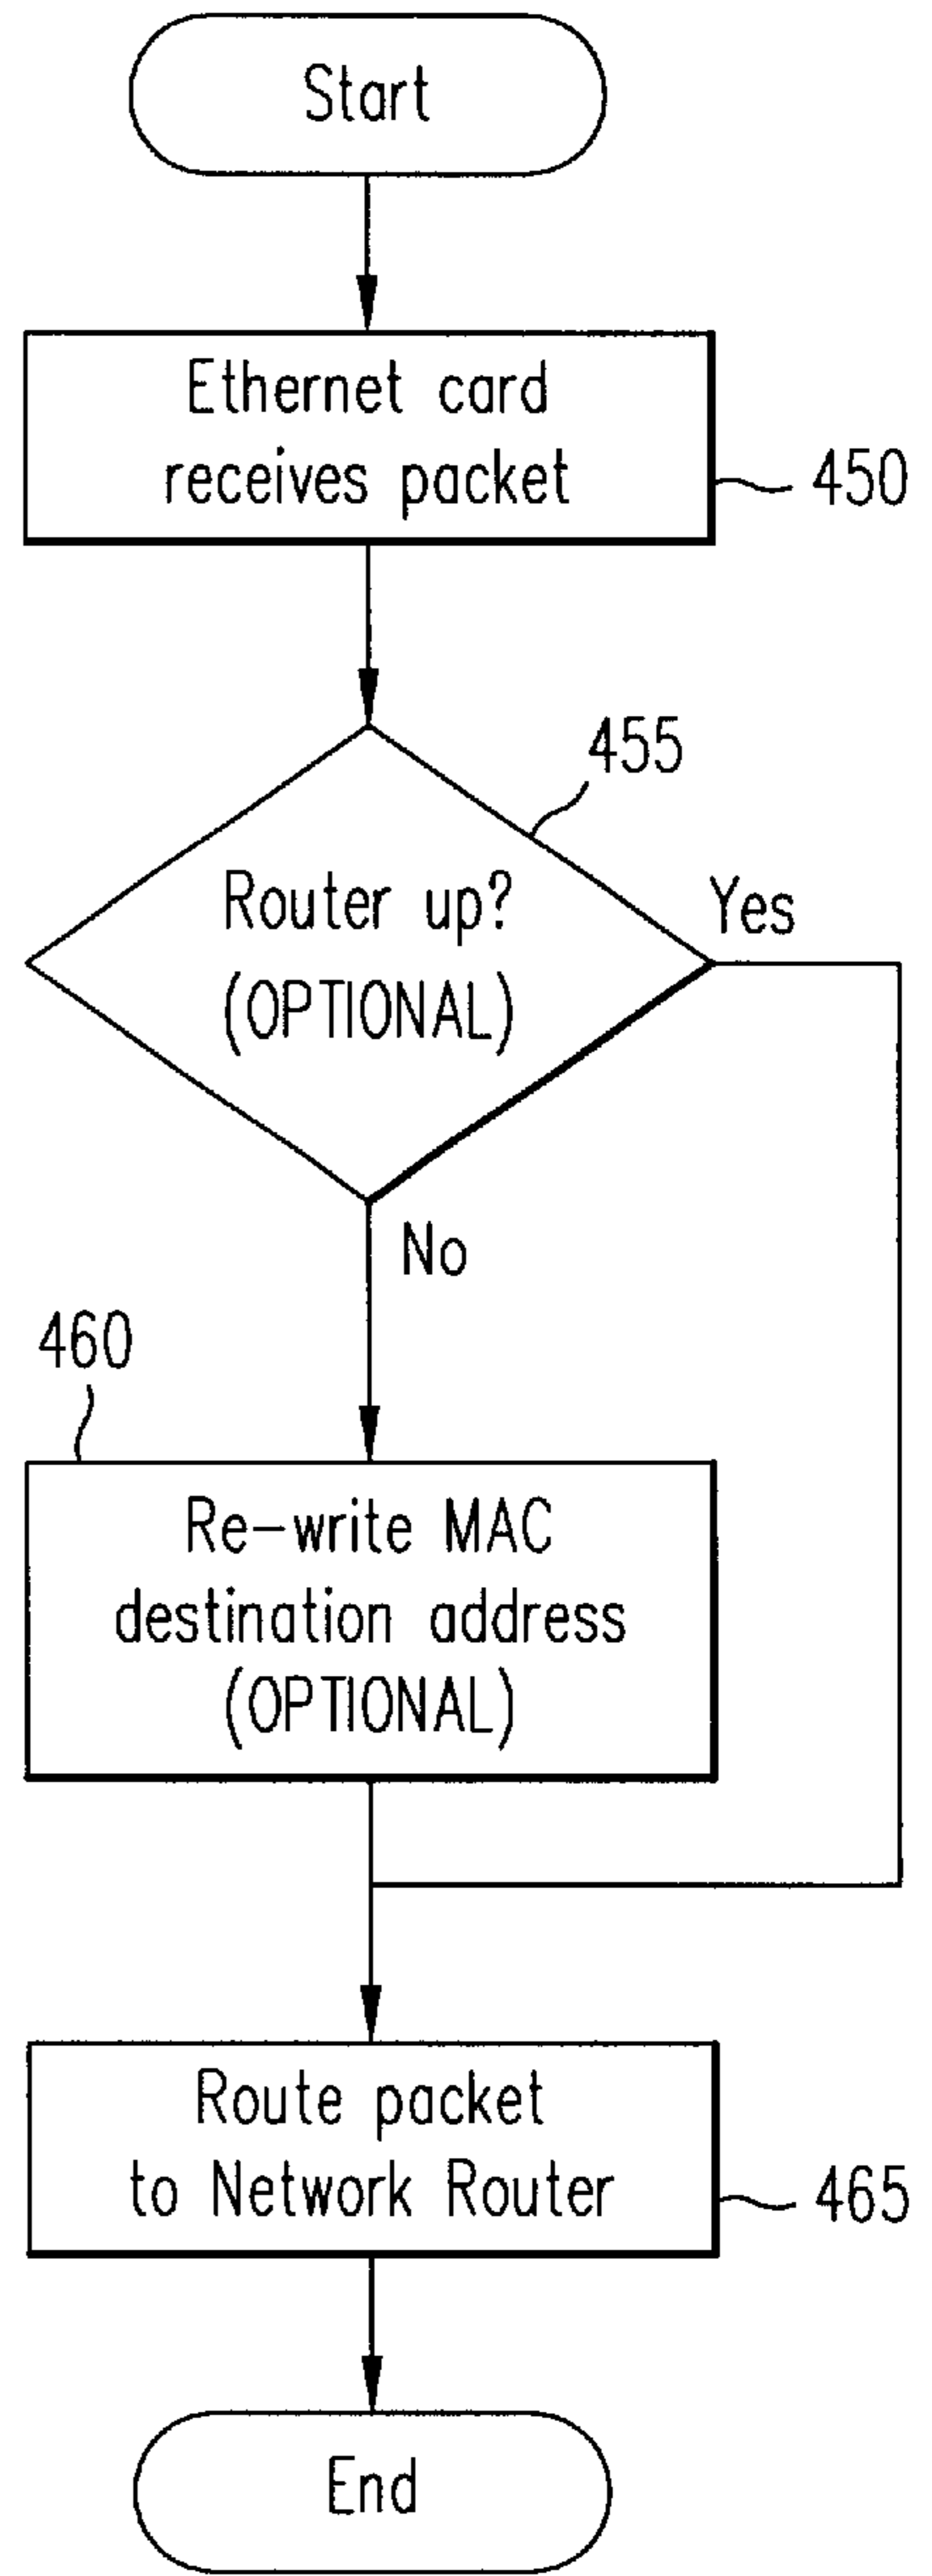 Start
Ethernet card
receives packet
450
455
Router up?
(OPTIONAL)
Yes
No
460
Re-write MAC
destination address
(OPTIONAL)
Route packet
to Network Router
465
End